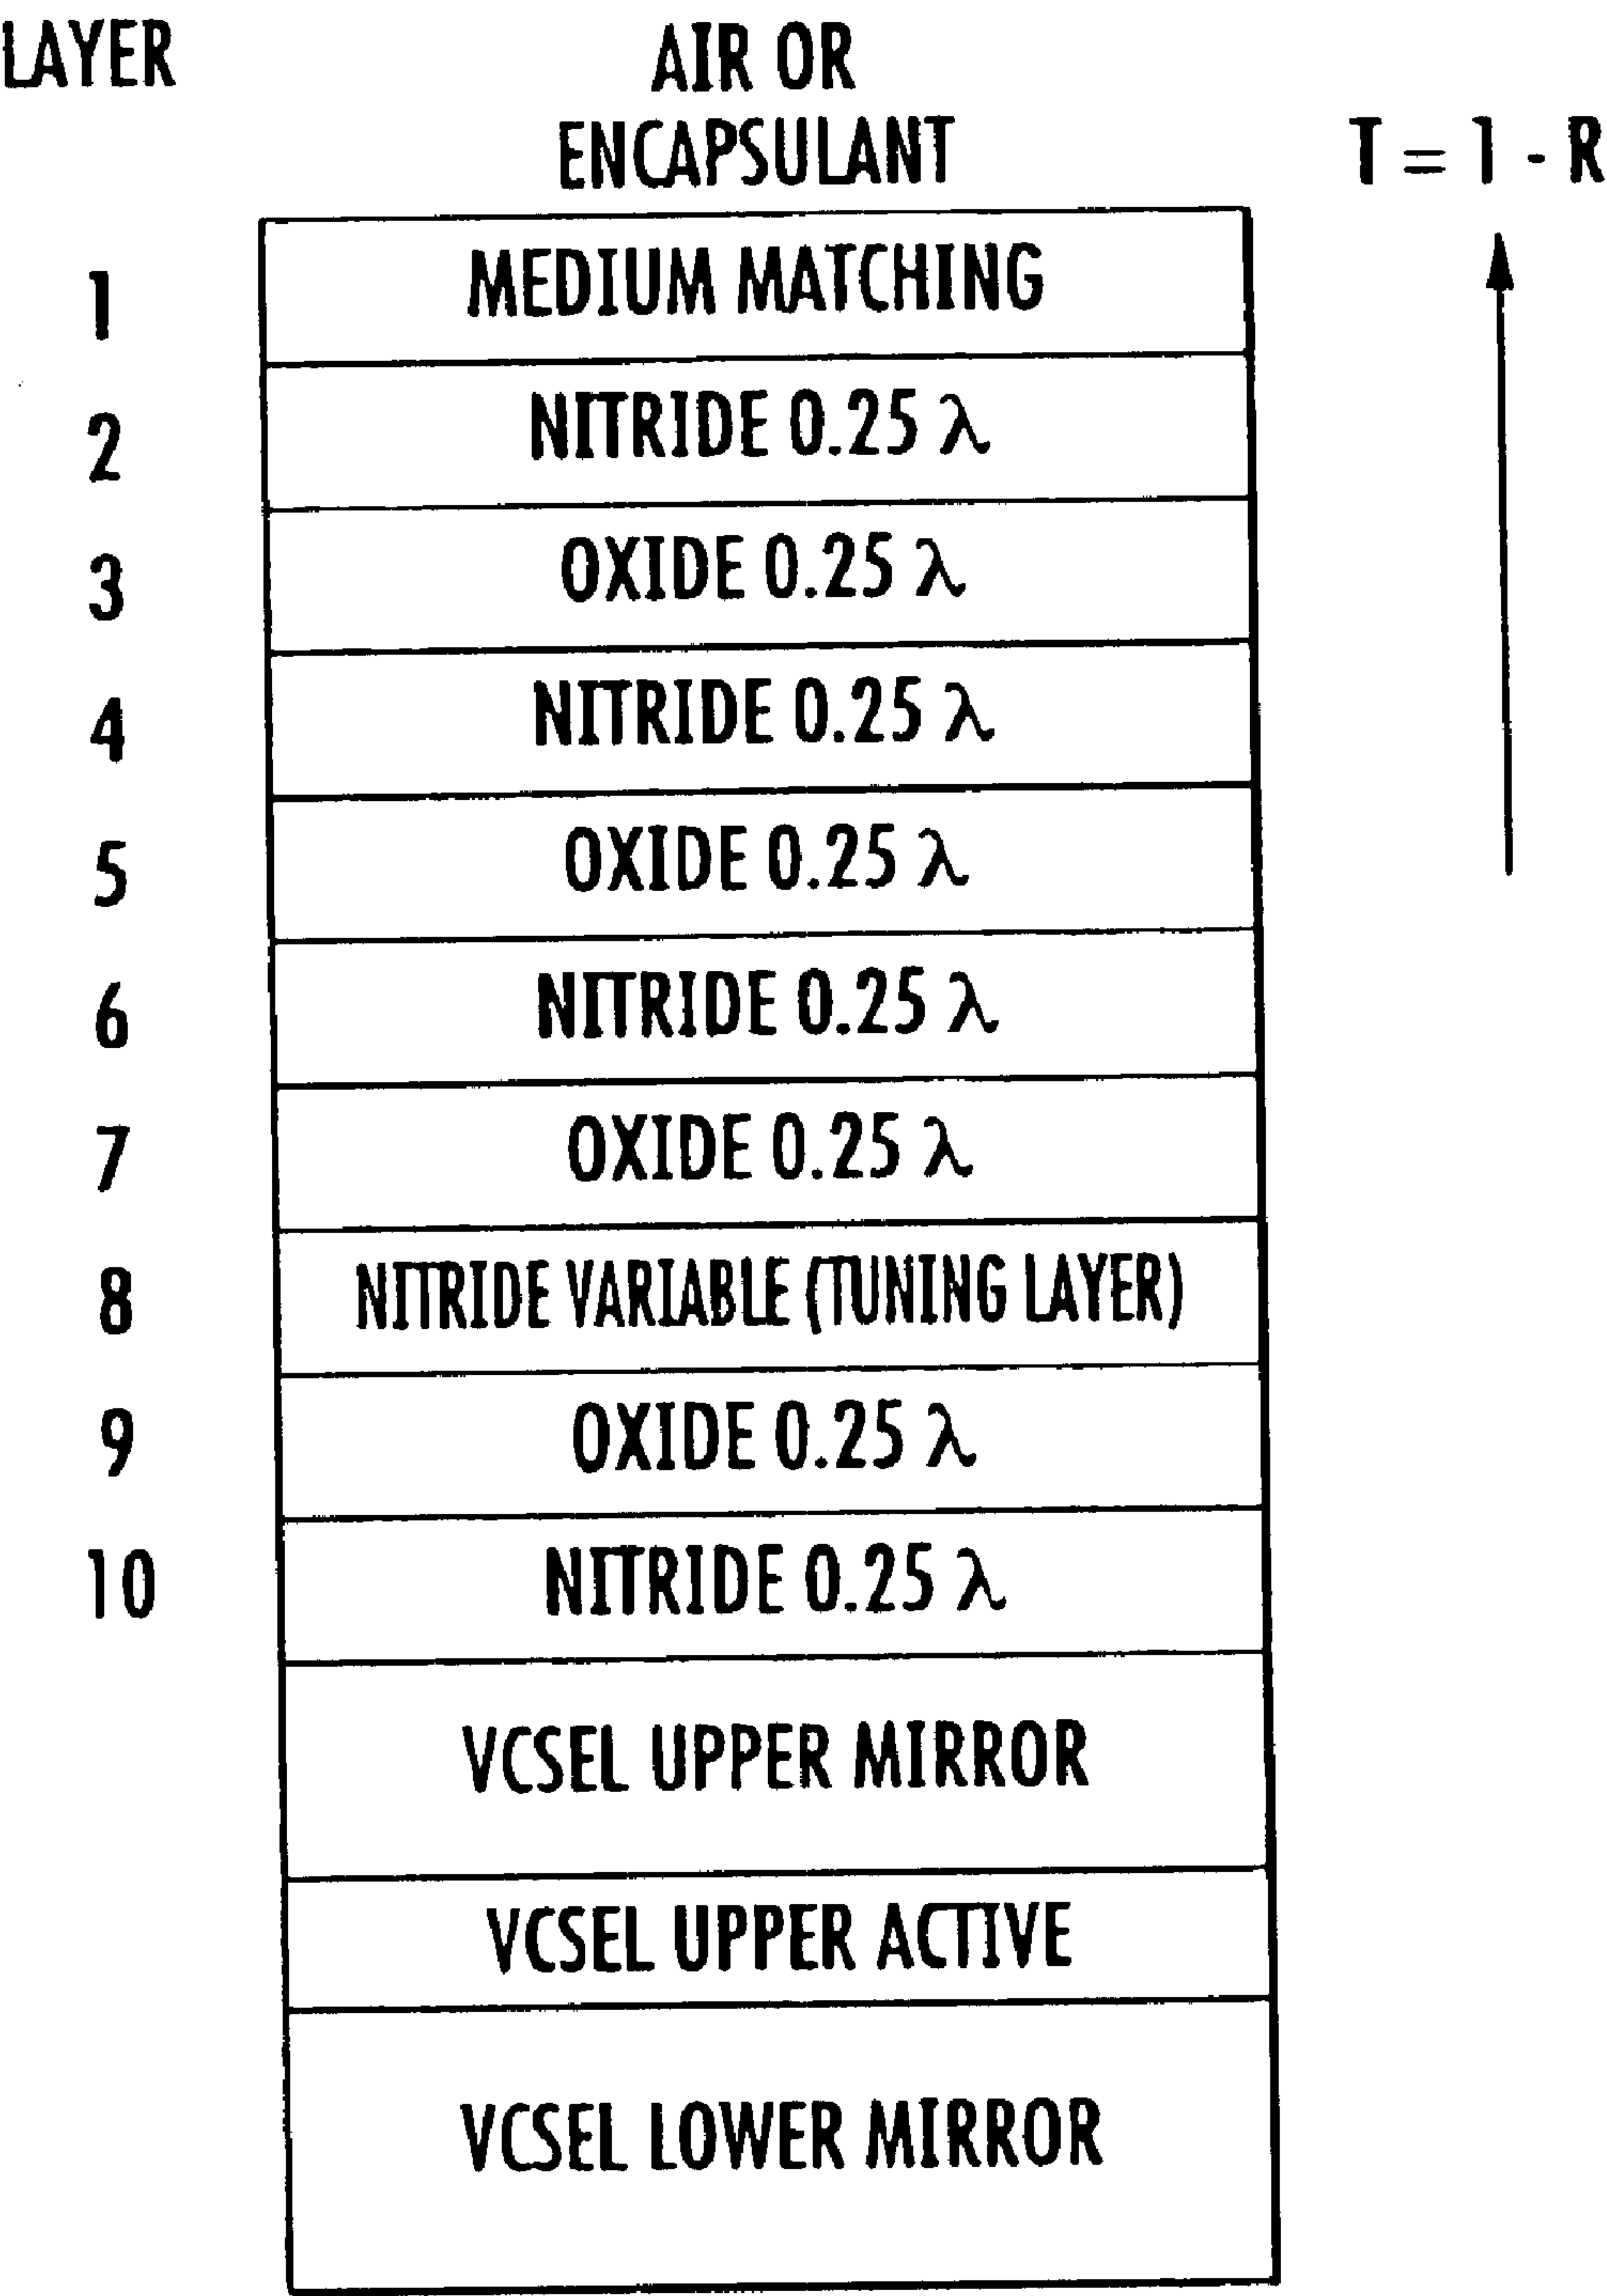 LAYER
AIR OR
ENCAPSULANT
T = 1 - R
1 MEDIUM MATCHING
2 NITRIDE 0.25 λ
3 OXIDE 0.25 λ
4 NITRIDE 0.25 λ
5 OXIDE 0.25 λ
6 NITRIDE 0.25 λ
7 OXIDE 0.25 λ
8 NITRIDE VARIABLE (TUNING LAYER)
9 OXIDE 0.25 λ
10 NITRIDE 0.25 λ
VCSEL UPPER MIRROR
VCSEL UPPER ACTIVE
VCSEL LOWER MIRROR